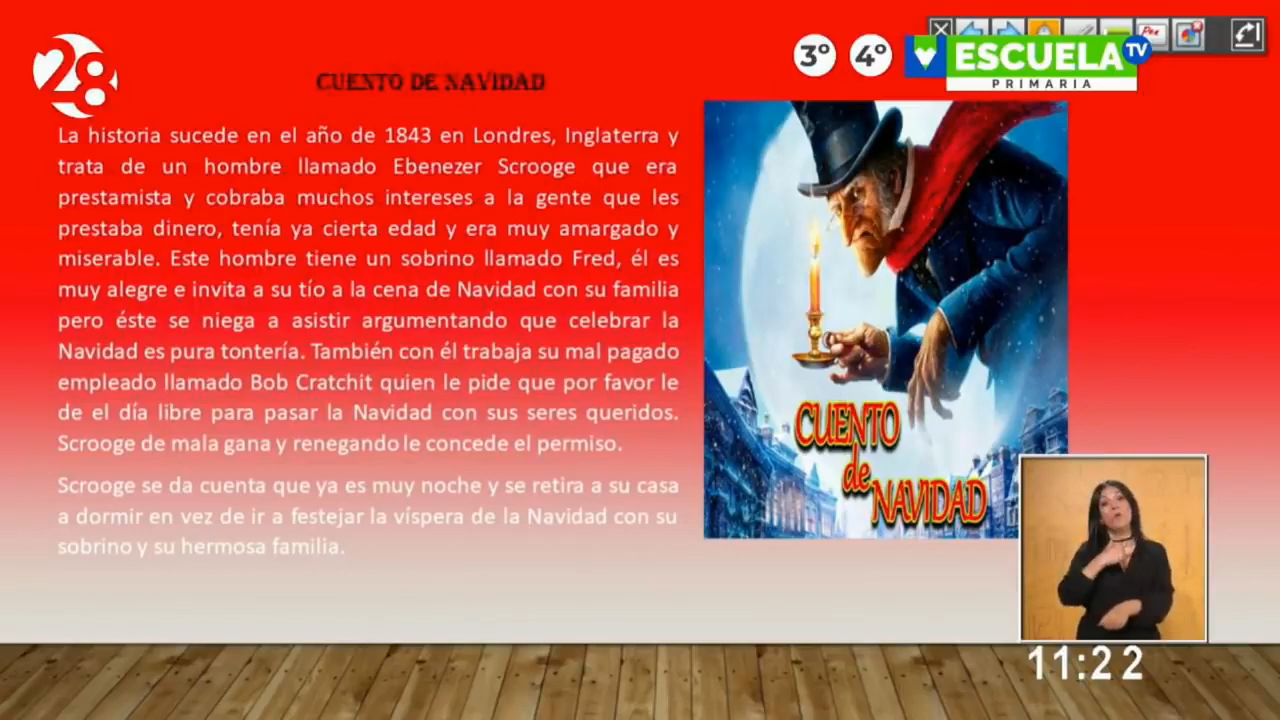 28
3º 4º ESCUELA TV
PRIMARIA
CUENTO DE NAVIDAD
La historia sucede en el año de 1843 en Londres, Inglaterra y
trata de un hombre llamado Ebenezer Scrooge que era
prestamista y cobraba muchos intereses a la gente que les
prestaba dinero, tenía ya cierta edad y era muy amargado y
miserable. Este hombre tiene un sobrino llamado Fred, él es
muy alegre e invita a su tío a la cena de Navidad con su familia
pero éste se niega a asistir argumentando que celebrar la
Navidad es pura tontería. También con él trabaja su mal pagado
empleado llamado Bob Cratchit quien le pide que por favor le
de el día libre para pasar la Navidad con sus seres queridos.
Scrooge de mala gana y renegando le concede el permiso.
Scrooge se da cuenta que ya es muy noche y se retira a su casa
a dormir en vez de ir a festejar la víspera de la Navidad con su
sobrino y su hermosa familia.
CUENTO
de
NAVIDAD
11:22